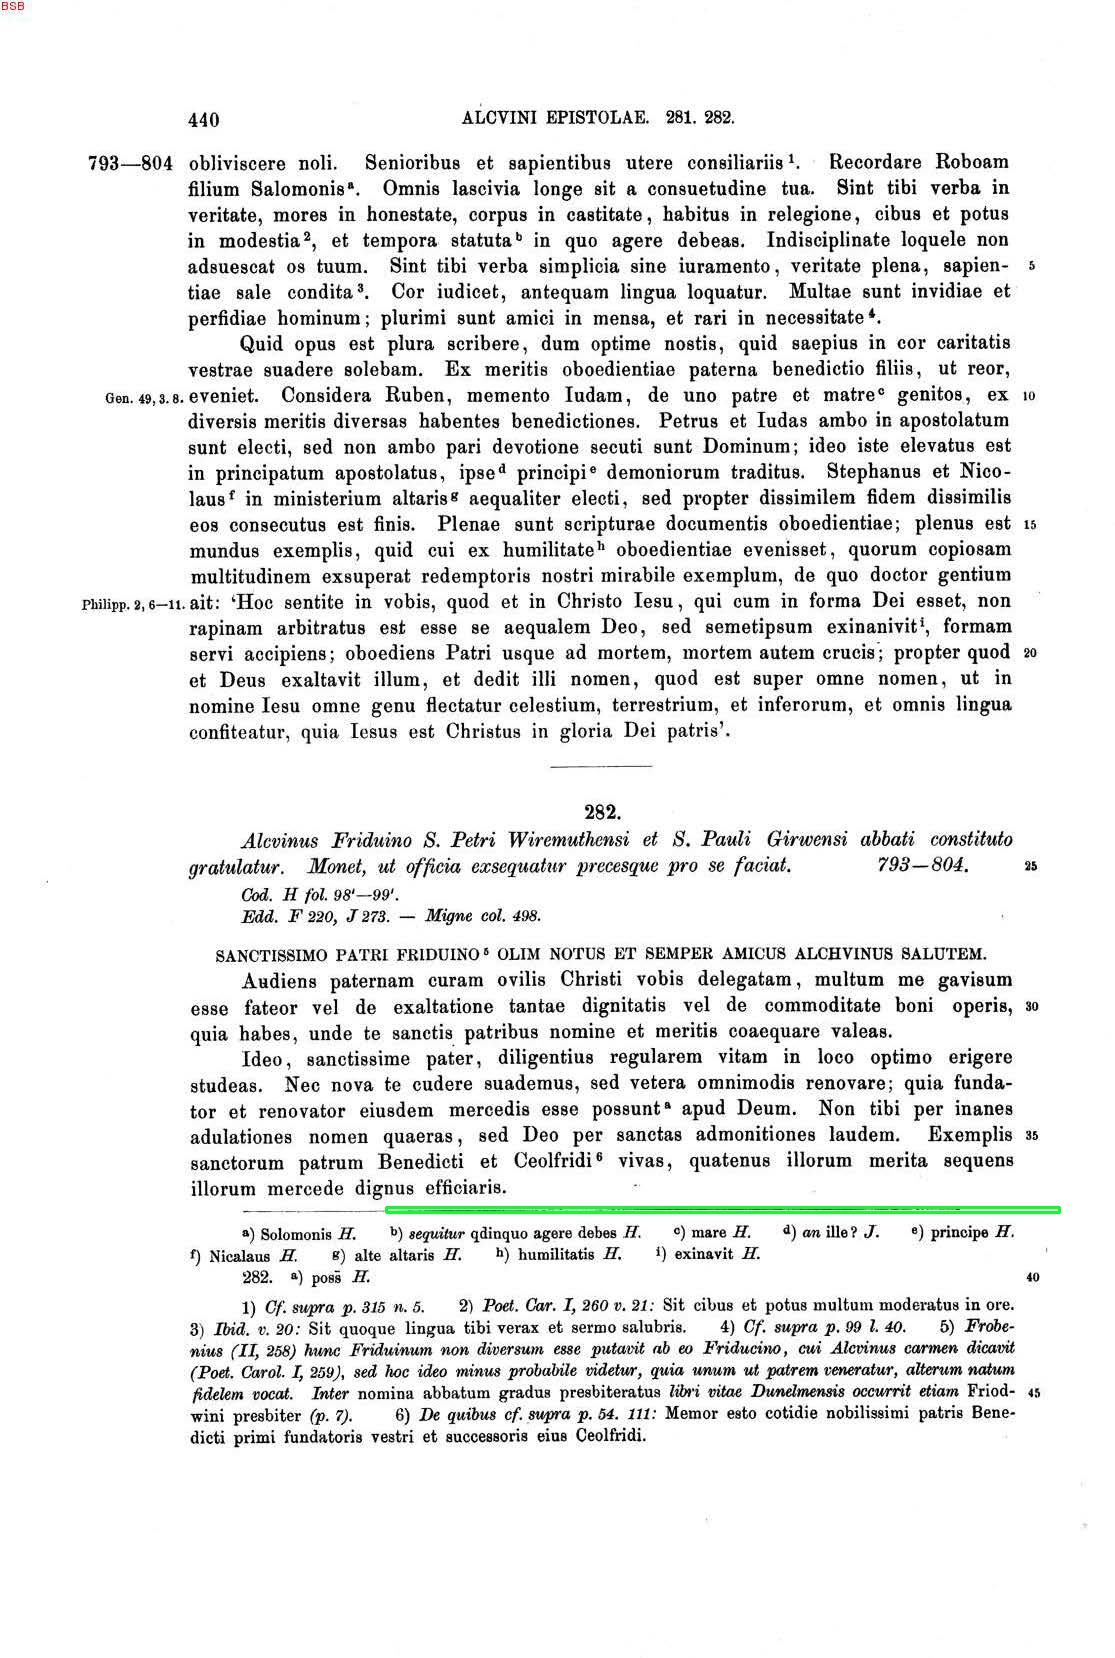 BSB
440 ALCVINI EPISTOLAE. 281. 282.
793—804 obliviscere noli. Senioribus et sapientibus utere consiliariis¹. Recordare Roboam
filium Salomonisᵃ. Omnis lascivia longe sit a consuetudine tua. Sint tibi verba in
veritate, mores in honestate, corpus in castitate, habitus in relegione, cibus et potus
in modestia², et tempora statutaᵇ in quo agere debeas. Indisciplinate loquele non
adsuescat os tuum. Sint tibi verba simplicia sine iuramento, veritate plena, sapien- 5
tiae sale condita³. Cor iudicet, antequam lingua loquatur. Multae sunt invidiae et
perfidiae hominum; plurimi sunt amici in mensa, et rari in necessitate⁴.
Quid opus est plura scribere, dum optime nostis, quid saepius in cor caritatis
vestrae suadere solebam. Ex meritis oboedientiae paterna benedictio filiis, ut reor,
Gen. 49, 3. 8. eveniet. Considera Ruben, memento Iudam, de uno patre et matreᶜ genitos, ex 10
diversis meritis diversas habentes benedictiones. Petrus et Iudas ambo in apostolatum
sunt electi, sed non ambo pari devotione secuti sunt Dominum; ideo iste elevatus est
in principatum apostolatus, ipseᵈ principiᵉ demoniorum traditus. Stephanus et Nico-
lausᶠ in ministerium altarisᵍ aequaliter electi, sed propter dissimilem fidem dissimilis
eos consecutus est finis. Plenae sunt scripturae documentis oboedientiae; plenus est 15
mundus exemplis, quid cui ex humilitateʰ oboedientiae evenisset, quorum copiosam
multitudinem exsuperat redemptoris nostri mirabile exemplum, de quo doctor gentium
Philipp. 2, 6—11. ait: ‘Hoc sentite in vobis, quod et in Christo Iesu, qui cum in forma Dei esset, non
rapinam arbitratus est esse se aequalem Deo, sed semetipsum exinanivitⁱ, formam
servi accipiens; oboediens Patri usque ad mortem, mortem autem crucis; propter quod 20
et Deus exaltavit illum, et dedit illi nomen, quod est super omne nomen, ut in
nomine Iesu omne genu flectatur celestium, terrestrium, et inferorum, et omnis lingua
confiteatur, quia Iesus est Christus in gloria Dei patris’.
282.
Alcvinus Friduino S. Petri Wiremuthensi et S. Pauli Girwensi abbati constituto
gratulatur. Monet, ut officia exsequatur precesque pro se faciat. 793—804. 25
Cod. H fol. 98'—99'.
Edd. F 220, J 273. — Migne col. 498.
SANCTISSIMO PATRI FRIDUINO⁵ OLIM NOTUS ET SEMPER AMICUS ALCHVINUS SALUTEM.
Audiens paternam curam ovilis Christi vobis delegatam, multum me gavisum
esse fateor vel de exaltatione tantae dignitatis vel de commoditate boni operis, 30
quia habes, unde te sanctis patribus nomine et meritis coaequare valeas.
Ideo, sanctissime pater, diligentius regularem vitam in loco optimo erigere
studeas. Nec nova te cudere suademus, sed vetera omnimodis renovare; quia funda-
tor et renovator eiusdem mercedis esse possuntᵃ apud Deum. Non tibi per inanes
adulationes nomen quaeras, sed Deo per sanctas admonitiones laudem. Exemplis 35
sanctorum patrum Benedicti et Ceolfridi⁶ vivas, quatenus illorum merita sequens
illorum mercede dignus efficiaris.
a) Solomonis H. b) sequitur qdinquo agere debes H. c) mare H. d) an ille? J. e) principe H.
f) Nicalaus H. g) alte altaris H. h) humilitatis H. i) exinavit H.
282. a) poss̄ H. 40
1) Cf. supra p. 315 n. 5. 2) Poet. Car. I, 260 v. 21: Sit cibus et potus multum moderatus in ore.
3) Ibid. v. 20: Sit quoque lingua tibi verax et sermo salubris. 4) Cf. supra p. 99 l. 40. 5) Frobe-
nius (II, 258) hunc Friduinum non diversum esse putavit ab eo Friducino, cui Alcvinus carmen dicavit
(Poet. Carol. I, 259), sed hoc ideo minus probabile videtur, quia unum ut patrem veneratur, alterum natum
fidelem vocat. Inter nomina abbatum gradus presbiteratus libri vitae Dunelmensis occurrit etiam Friod- 45
wini presbiter (p. 7). 6) De quibus cf. supra p. 54. 111: Memor esto cotidie nobilissimi patris Bene-
dicti primi fundatoris vestri et successoris eius Ceolfridi.